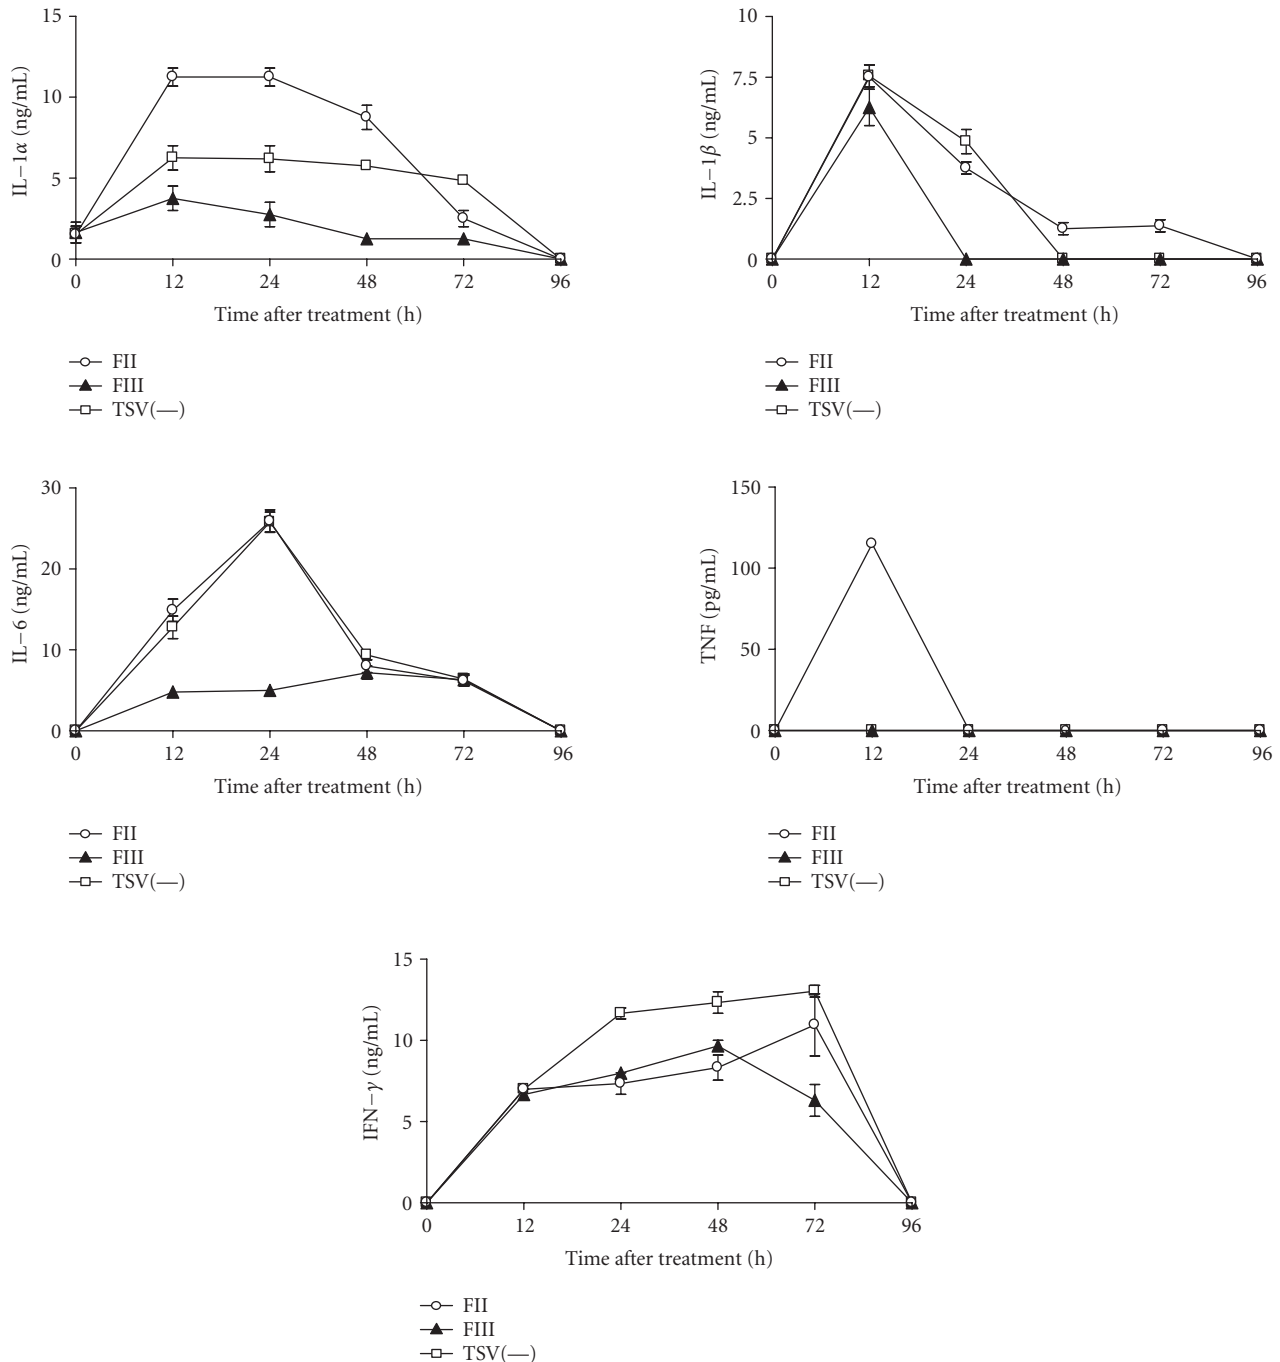 15
10
5
0
IL−1α (ng/mL)
0 12 24 48 72 96
Time after treatment (h)
FII
FIII
TSV(—)
10
7.5
5
2.5
0
IL−1β (ng/mL)
0 12 24 48 72 96
Time after treatment (h)
FII
FIII
TSV(—)
30
20
10
0
IL−6 (ng/mL)
0 12 24 48 72 96
Time after treatment (h)
FII
FIII
TSV(—)
150
100
50
0
TNF (pg/mL)
0 12 24 48 72 96
Time after treatment (h)
FII
FIII
TSV(—)
15
10
5
0
IFN−γ (ng/mL)
0 12 24 48 72 96
Time after treatment (h)
FII
FIII
TSV(—)